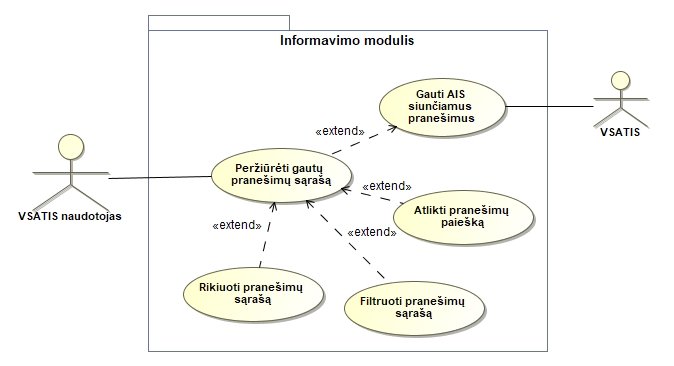 Informavimo modulis
Gauti AIS
siunčiamus
pranešimus
VSATIS
«extend»
Peržiūrėti gautų
pranešimų sąrašą
VSATIS naudotojas
«extend»
Atlikti pranešimų
paiešką
«extend»
«extend»
Rikiuoti pranešimų
sąrašą
Filtruoti pranešimų
sąrašą